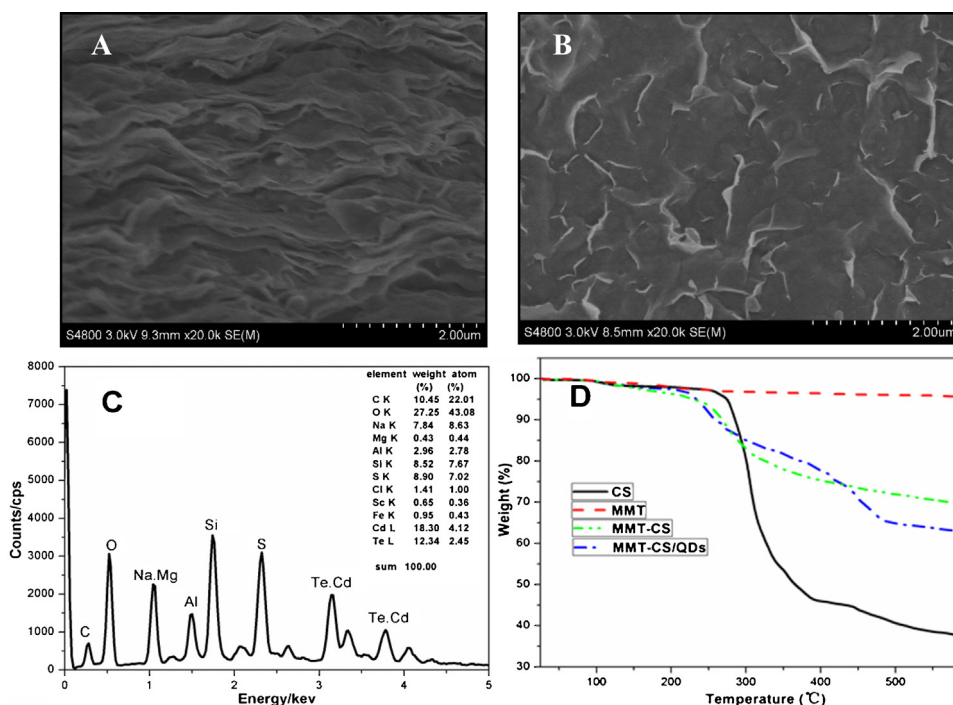 A
B
S4800 3.0kV 9.3mm x20.0k SE(M)
2.00um
S4800 3.0kV 8.5mm x20.0k SE(M)
2.00um
C
Counts/cps
8000
7000
6000
5000
4000
3000
2000
1000
0
element weight atom
(%) (%)
C K 10.45 22.01
O K 27.25 43.08
Na K 7.84 8.63
Mg K 0.43 0.44
Al K 2.96 2.78
Si K 8.52 7.67
S K 8.90 7.02
Cl K 1.41 1.00
Sc K 0.65 0.36
Fe K 0.95 0.43
Cd L 18.30 4.12
Te L 12.34 2.45
sum 100.00
C
O
Na.Mg
Al
Si
S
Te.Cd
Te.Cd
0 1 2 3 4 5
Energy/kev
D
Weight (%)
100
90
80
70
60
50
40
30
CS
MMT
MMT-CS
MMT-CS/QDs
100 200 300 400 500
Temperature (℃)